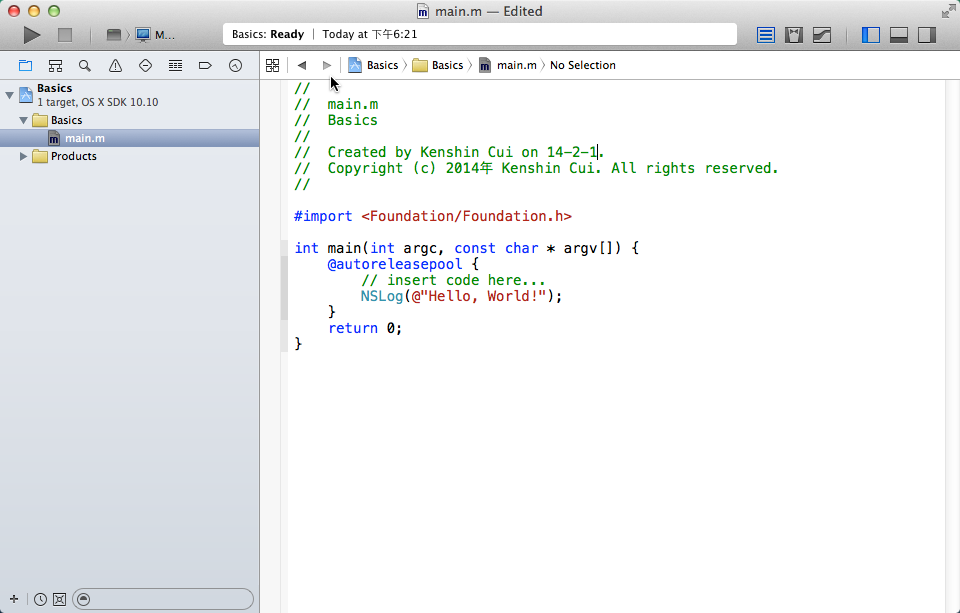 main.m — Edited
M...
Basics: Ready | Today at 下午6:21
Basics Basics main.m No Selection
Basics
1 target, OS X SDK 10.10
Basics
main.m
Products
//
//  main.m
//  Basics
//
//  Created by Kenshin Cui on 14-2-1.
//  Copyright (c) 2014年 Kenshin Cui. All rights reserved.
//
#import <Foundation/Foundation.h>
int main(int argc, const char * argv[]) {
    @autoreleasepool {
        // insert code here...
        NSLog(@"Hello, World!");
    }
    return 0;
}